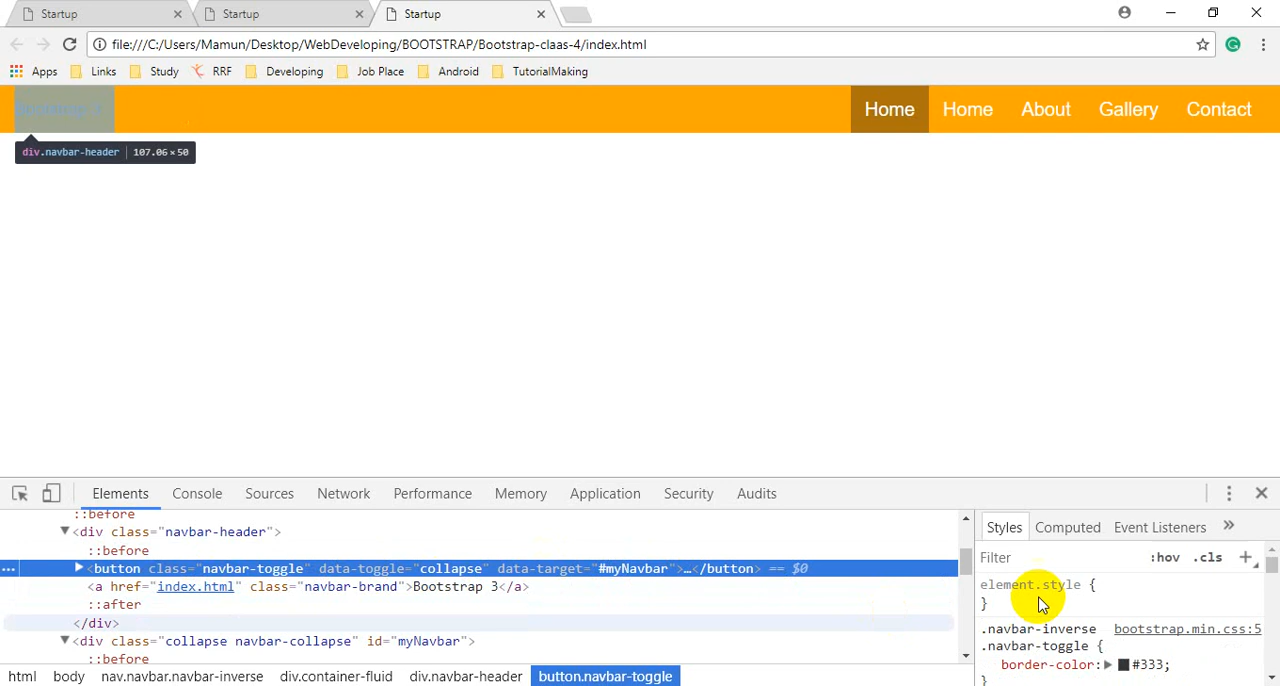 Startup
Startup
Startup
file:///C:/Users/Mamun/Desktop/WebDeveloping/BOOTSTRAP/Bootstrap-claas-4/index.html
Apps Links Study RRF Developing Job Place Android TutorialMaking
Bootstrap 3 Home Home About Gallery Contact
div.navbar-header 107.06×50
Elements Console Sources Network Performance Memory Application Security Audits
::before
<div class="navbar-header">
::before
<button class="navbar-toggle" data-toggle="collapse" data-target="#myNavbar">…</button> == $0
<a href="index.html" class="navbar-brand">Bootstrap 3</a>
::after
</div>
<div class="collapse navbar-collapse" id="myNavbar">
::before
html body nav.navbar.navbar-inverse div.container-fluid div.navbar-header button.navbar-toggle
Styles Computed Event Listeners »
Filter :hov .cls +
element.style {
}
.navbar-inverse bootstrap.min.css:5
.navbar-toggle {
border-color: #333;
}